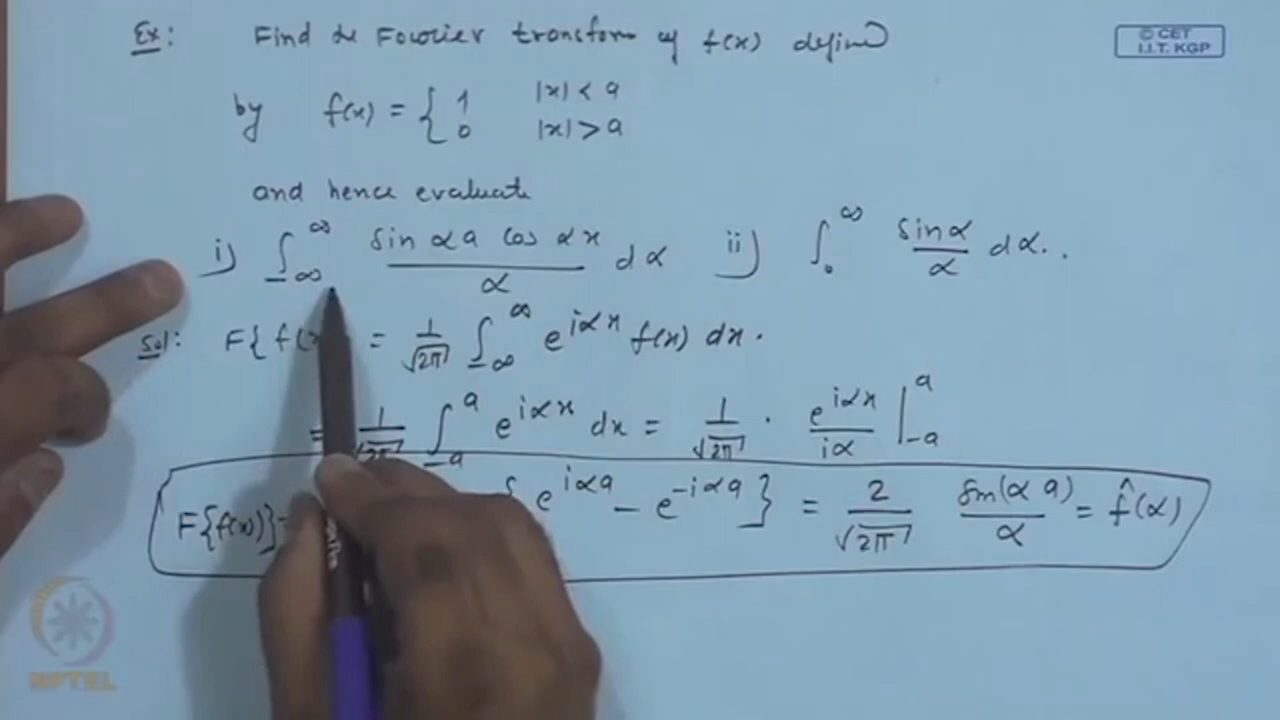 Ex: Find the Fourier transform of f(x) defined
© CET
I.I.T. KGP
by f(x) = { 1 |x| < a
0 |x| > a
and hence evaluate
i) ∫_{-∞}^{∞} (sin αa cos αx)/α dα ii) ∫_0^∞ (sin α)/α dα..
Sol: F{f(x = 1/√(2π) ∫_{-∞}^{∞} e^{iαx} f(x) dx.
= 1/√(2π) ∫_{-a}^{a} e^{iαx} dx = 1/√(2π) · e^{iαx}/(iα) |_{-a}^{a}
F{f(x)} = { e^{iαa} − e^{-iαa} } = 2/√(2π) sin(α a)/α = f̂(α)
NPTEL